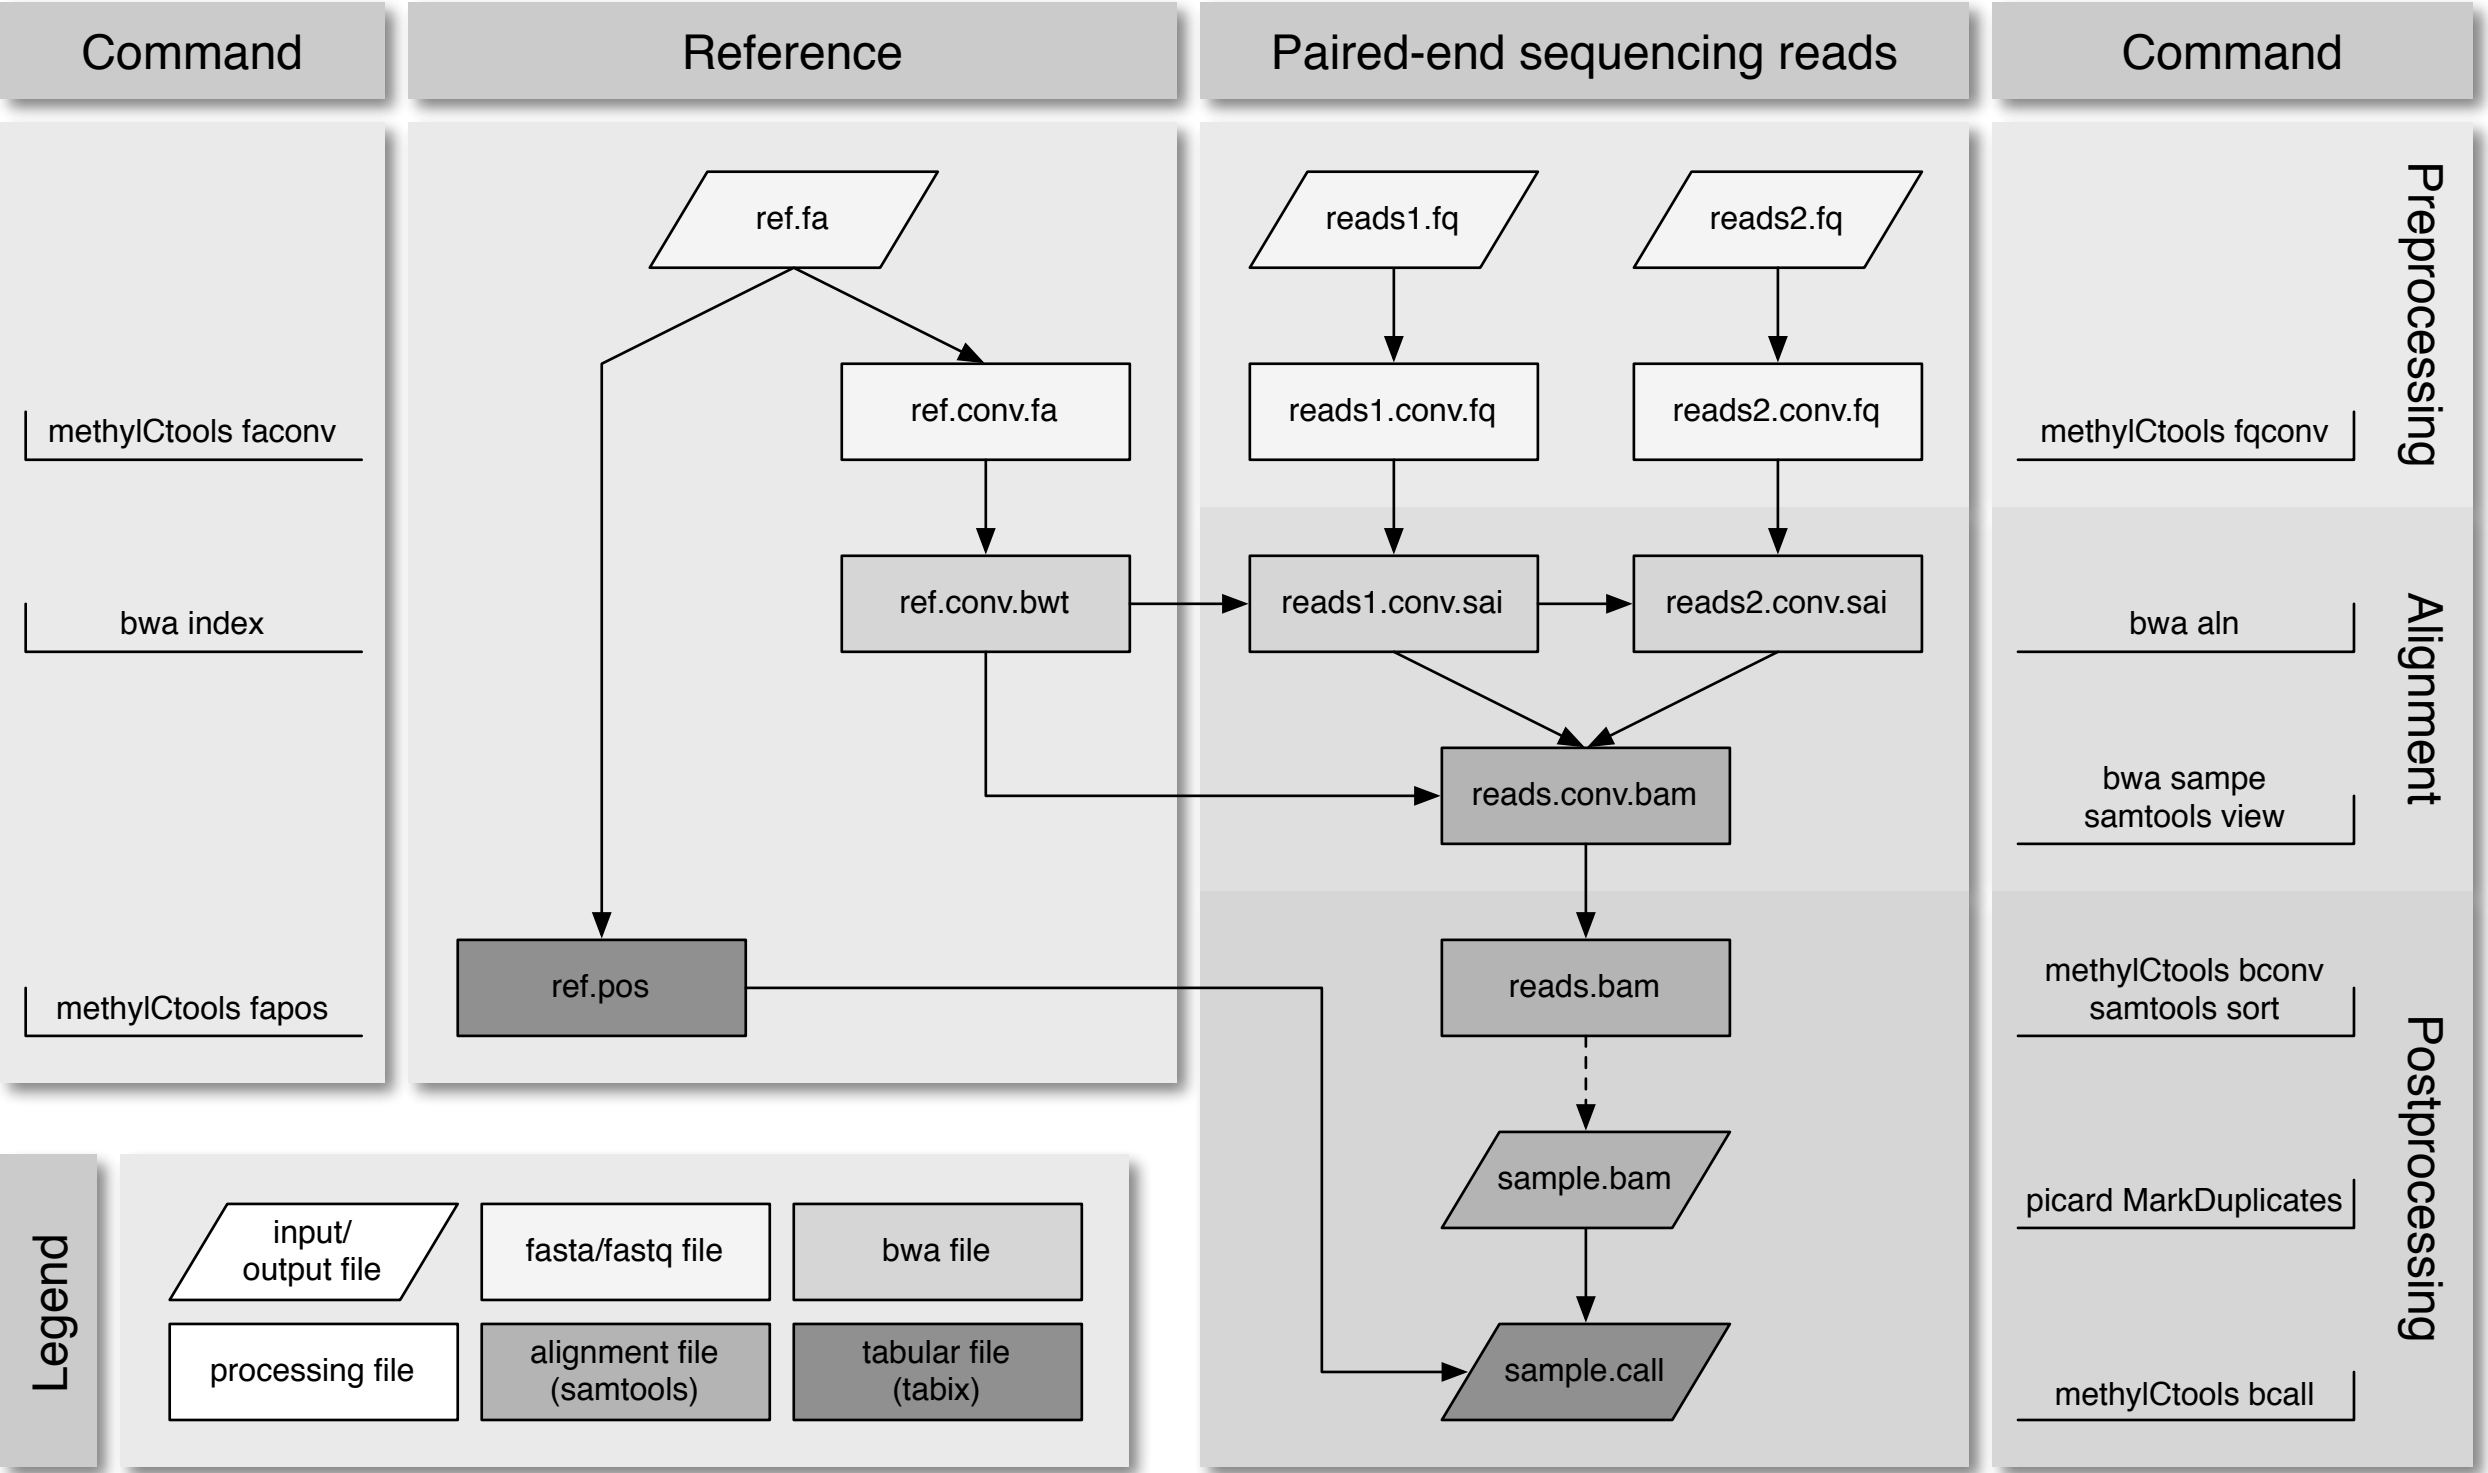 Command
Reference
Paired-end sequencing reads
Command
ref.fa
reads1.fq
reads2.fq
Preprocessing
methylCtools faconv
ref.conv.fa
reads1.conv.fq
reads2.conv.fq
methylCtools fqconv
bwa index
ref.conv.bwt
reads1.conv.sai
reads2.conv.sai
bwa aln
Alignment
reads.conv.bam
bwa sampe
samtools view
methylCtools fapos
ref.pos
reads.bam
methylCtools bconv
samtools sort
Postprocessing
sample.bam
picard MarkDuplicates
sample.call
methylCtools bcall
Legend
input/
output file
fasta/fastq file
bwa file
processing file
alignment file
(samtools)
tabular file
(tabix)